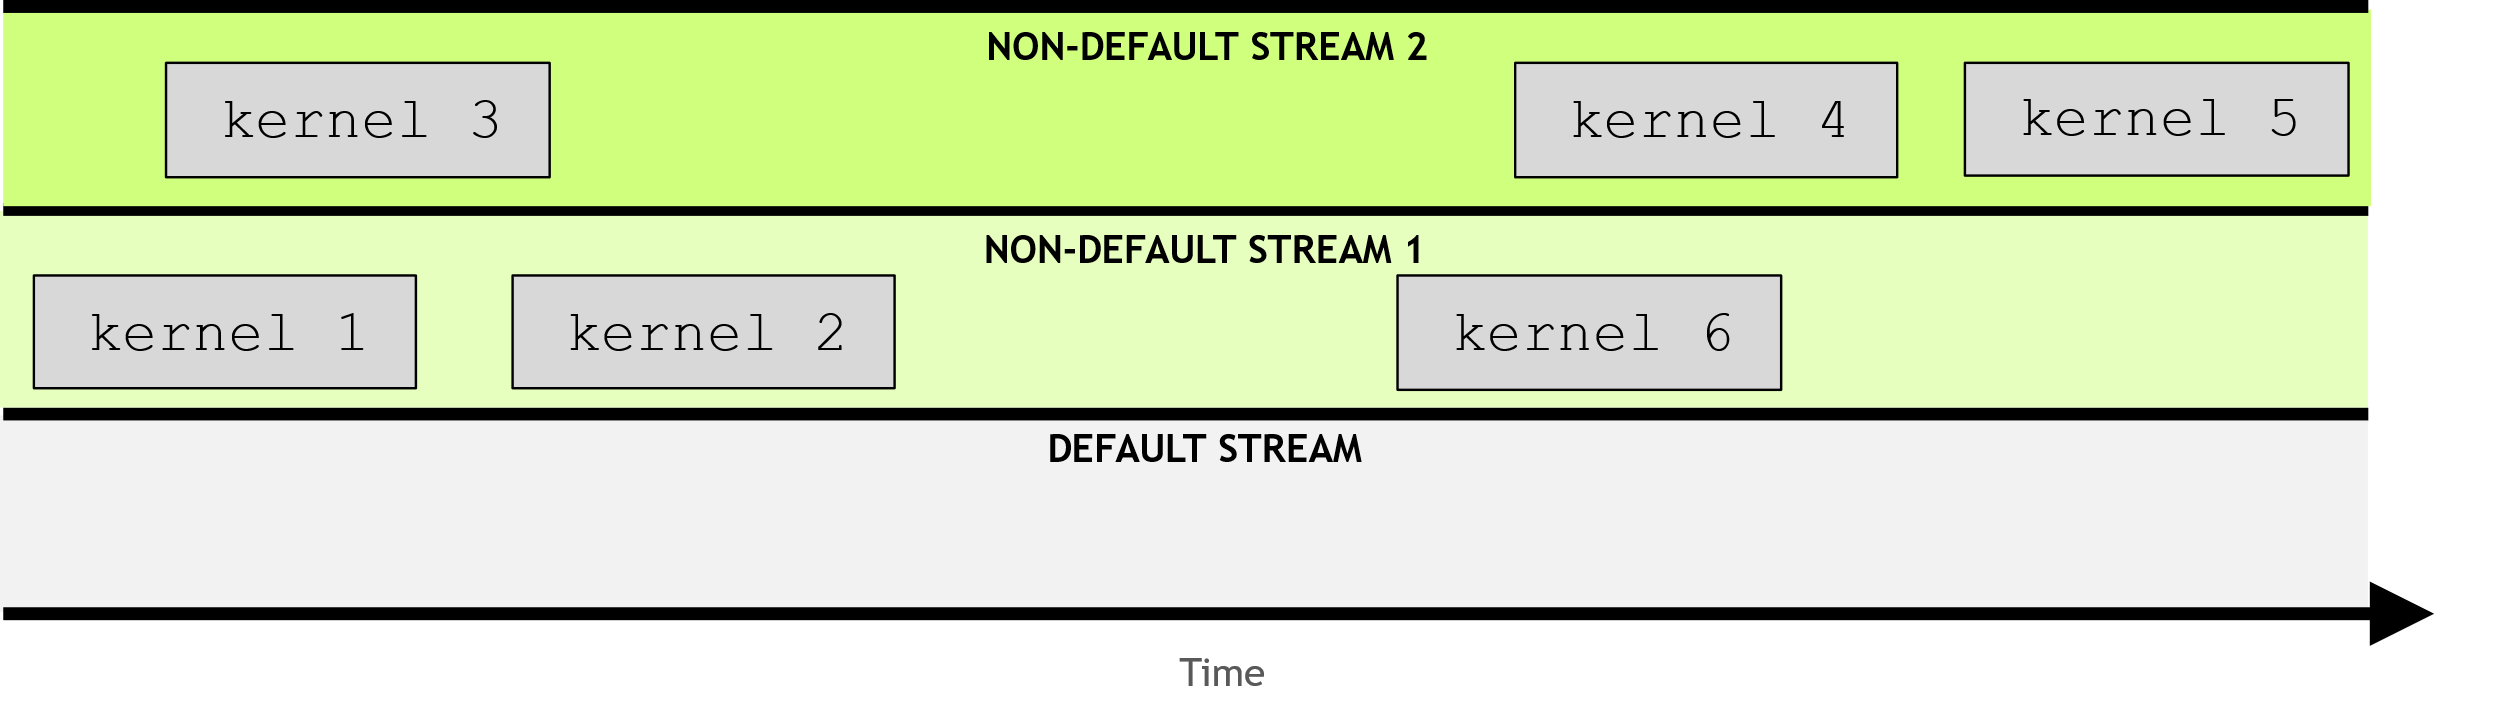 NON-DEFAULT STREAM 2
kernel 3
kernel 4
kernel 5
NON-DEFAULT STREAM 1
kernel 1
kernel 2
kernel 6
DEFAULT STREAM
Time